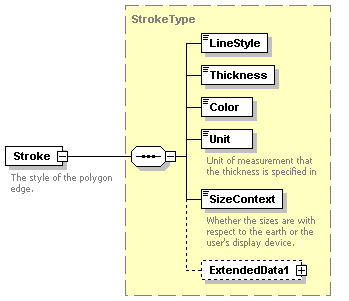 StrokeType
LineStyle
Thickness
Color
Unit
Unit of measurement that
the thickness is specified in
Stroke
The style of the polygon
edge.
SizeContext
Whether the sizes are with
respect to the earth or the
user's display device.
ExtendedData1